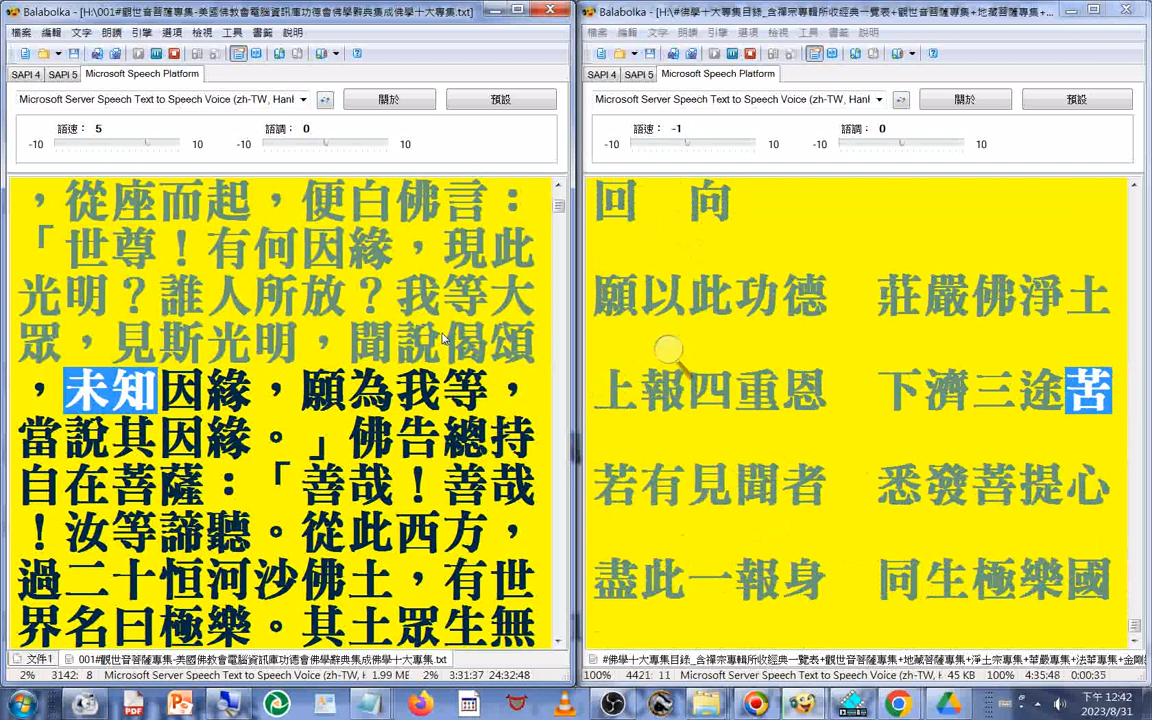 Balabolka - [H:\001#觀世音菩薩專集-美國佛教會電腦資訊庫功德會佛學辭典集成佛學十大專集.txt]
檔案 編輯 文字 朗讀 引擎 選項 檢視 工具 書籤 說明
SAPI 4 SAPI 5 Microsoft Speech Platform
Microsoft Server Speech Text to Speech Voice (zh-TW, Hanl
關於 預設
語速： 5 語調： 0
-10 10 -10 10
，從座而起，便白佛言：
「世尊！有何因緣，現此
光明？誰人所放？我等大
眾，見斯光明，聞說偈頌
，未知因緣，願為我等，
當說其因緣。」佛告總持
自在菩薩：「善哉！善哉
！汝等諦聽。從此西方，
過二十恒河沙佛土，有世
界名曰極樂。其土眾生無
文件1 001#觀世音菩薩專集-美國佛教會電腦資訊庫功德會佛學辭典集成佛學十大專集.txt
2% 3142: 8 Microsoft Server Speech Text to Speech Voice (zh-TW, H 1.99 ME 2% 3:31:37 24:32:48
Balabolka - [H:\#佛學十大專集目錄_含禪宗專輯所收經典一覽表+觀世音菩薩專集+地藏菩薩專集+...
檔案 編輯 文字 朗讀 引擎 選項 檢視 工具 書籤 說明
SAPI 4 SAPI 5 Microsoft Speech Platform
Microsoft Server Speech Text to Speech Voice (zh-TW, Hanl
關於 預設
語速： -1 語調： 0
-10 10 -10 10
回 向
願以此功德 莊嚴佛淨土
上報四重恩 下濟三途苦
若有見聞者 悉發菩提心
盡此一報身 同生極樂國
#佛學十大專集目錄_含禪宗專輯所收經典一覽表+觀世音菩薩專集+地藏菩薩專集+淨土宗專集+華嚴專集+法華專集+金剛
100% 4421: 11 Microsoft Server Speech Text to Speech Voice (zh-TW, H 45 KB 100% 4:35:48 0:00:35
PDF
下午 12:42
2023/8/31